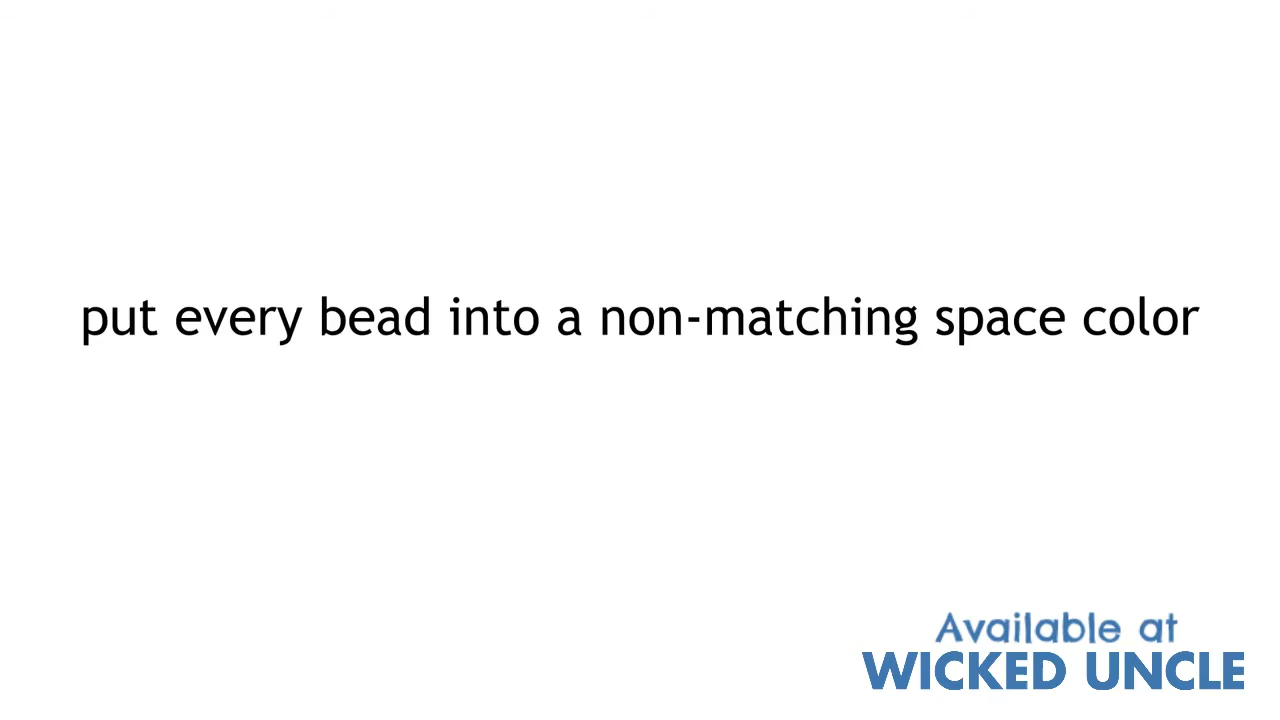 put every bead into a non-matching space color
Available at
WICKED UNCLE